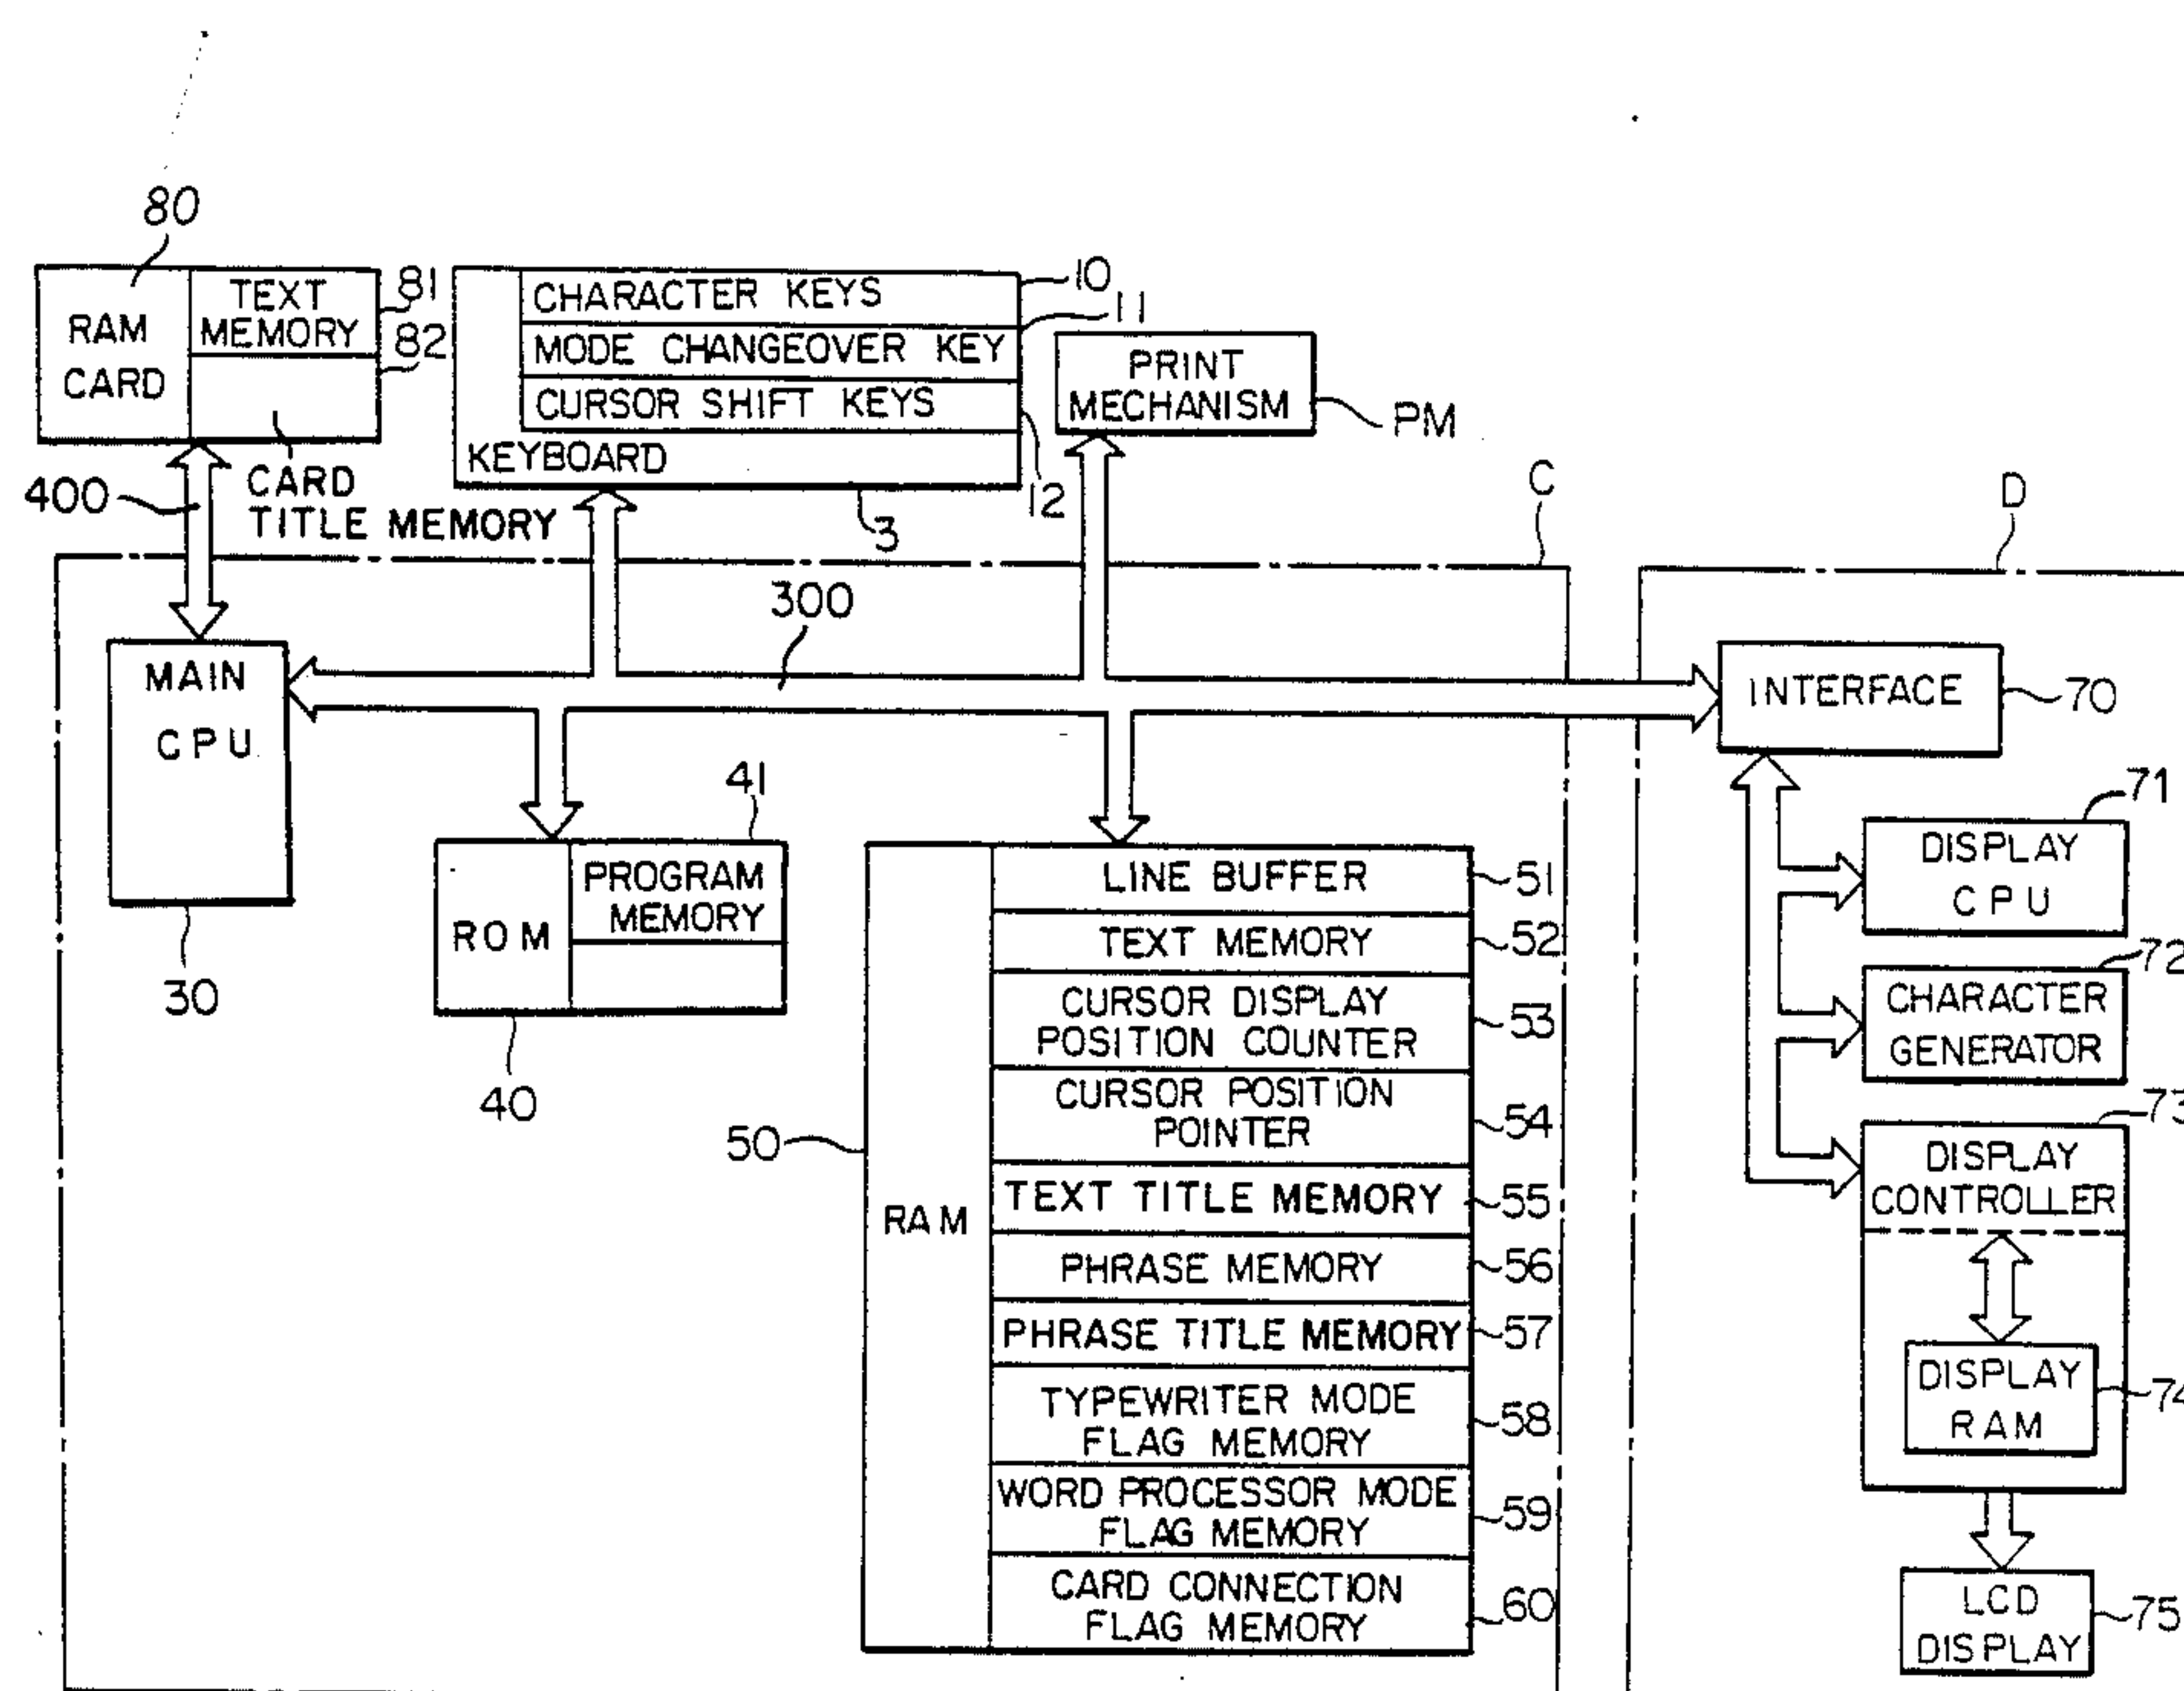 80
RAM
CARD
TEXT
MEMORY
81
82
CARD
TITLE MEMORY
400
CHARACTER KEYS
MODE CHANGEOVER KEY
CURSOR SHIFT KEYS
KEYBOARD
10
11
12
3
PRINT
MECHANISM
PM
C
D
300
MAIN
CPU
30
41
ROM
PROGRAM
MEMORY
40
50
RAM
LINE BUFFER
51
TEXT MEMORY
52
CURSOR DISPLAY
POSITION COUNTER
53
CURSOR POSITION
POINTER
54
TEXT TITLE MEMORY
55
PHRASE MEMORY
56
PHRASE TITLE MEMORY
57
TYPEWRITER MODE
FLAG MEMORY
58
WORD PROCESSOR MODE
FLAG MEMORY
59
CARD CONNECTION
FLAG MEMORY
60
INTERFACE
70
71
DISPLAY
CPU
72
CHARACTER
GENERATOR
73
DISPLAY
CONTROLLER
DISPLAY
RAM
74
LCD
DISPLAY
75